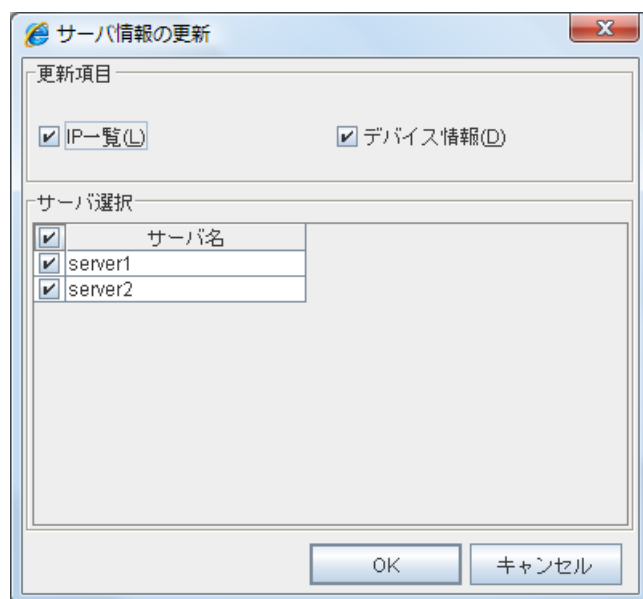 サーバ情報の更新
更新項目
IP一覧(L)
デバイス情報(D)
サーバ選択
サーバ名
server1
server2
OK
キャンセル